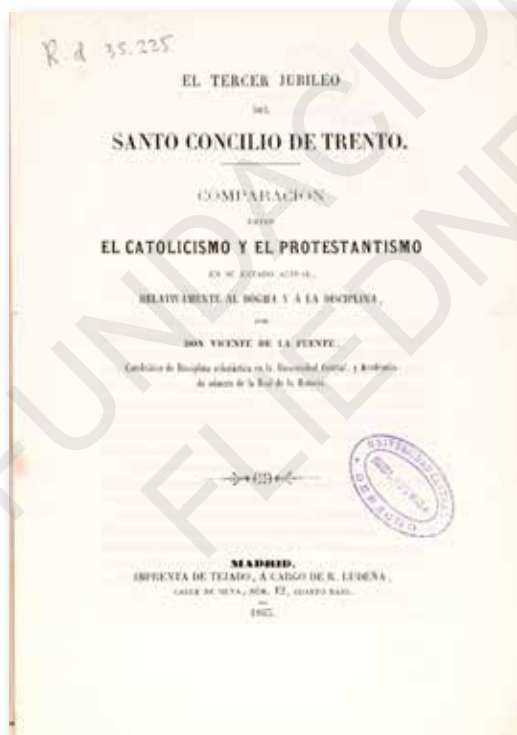 R. d 35.225
EL TERCER JUBILEO
DEL
SANTO CONCILIO DE TRENTO.
COMPARACION
ENTRE
EL CATOLICISMO Y EL PROTESTANTISMO
EN SU ESTADO ACTUAL,
RELATIVAMENTE AL DOGMA Y Á LA DISCIPLINA,
POR
DON VICENTE DE LA FUENTE,
Catedrático de Disciplina eclesiástica en la Universidad Central, y Académico
de número de la Real de la Historia.
MADRID.
IMPRENTA DE TEJADO, Á CARGO DE R. LUDEÑA,
CALLE DE SILVA, NÚM. 12, CUARTO BAJO.
FUNDACIÓN
FLIEDNER